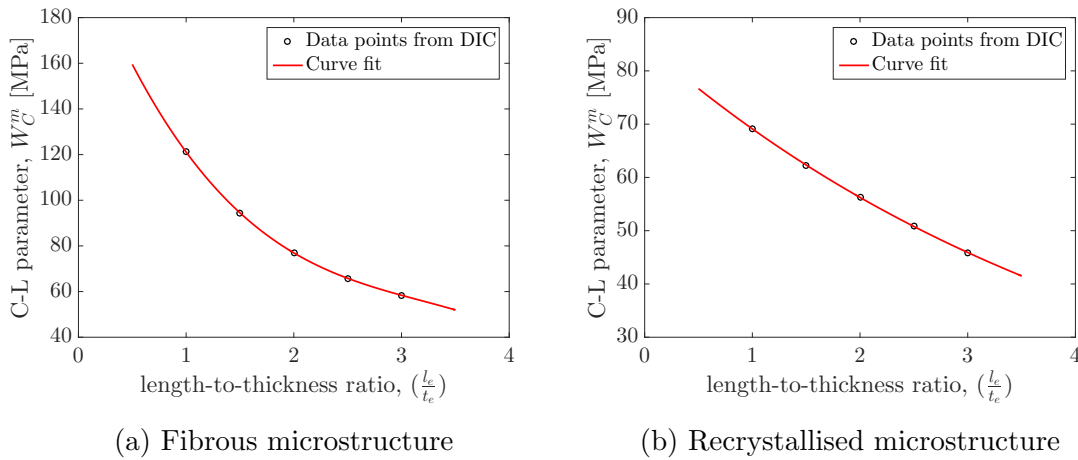 180
160
140
120
100
80
60
40
0
1
2
3
4
C-L parameter, W_C^m [MPa]
length-to-thickness ratio, (l_e/t_e)
Data points from DIC
Curve fit
(a) Fibrous microstructure
90
80
70
60
50
40
30
0
1
2
3
4
C-L parameter, W_C^m [MPa]
length-to-thickness ratio, (l_e/t_e)
Data points from DIC
Curve fit
(b) Recrystallised microstructure